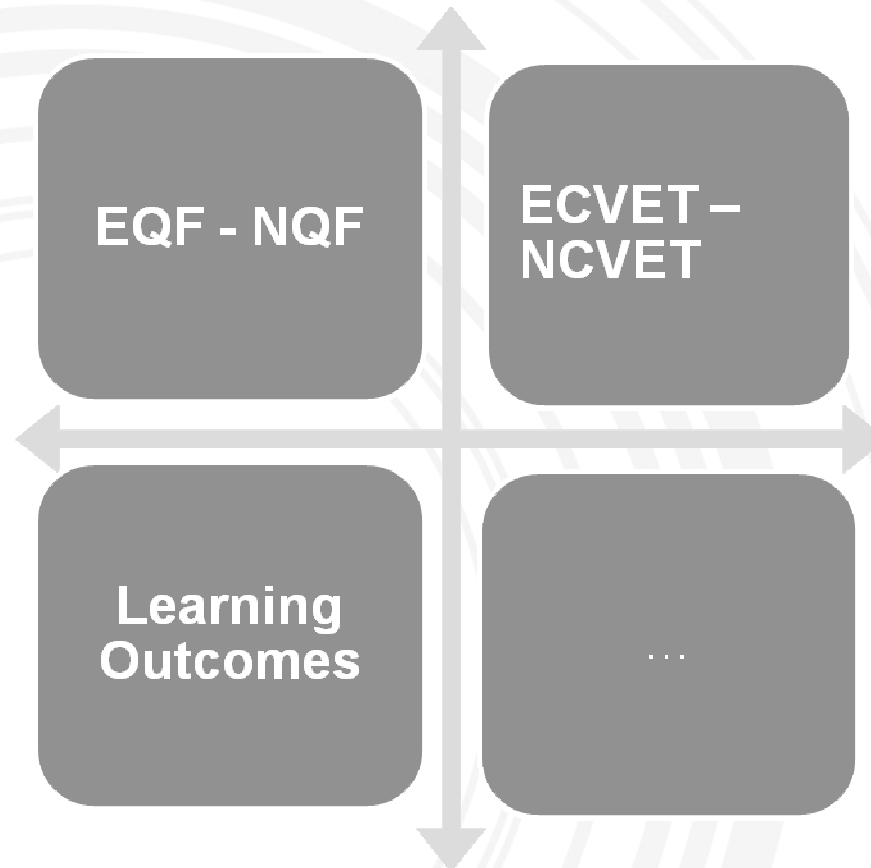 EQF - NQF
ECVET –
NCVET
Learning
Outcomes
...